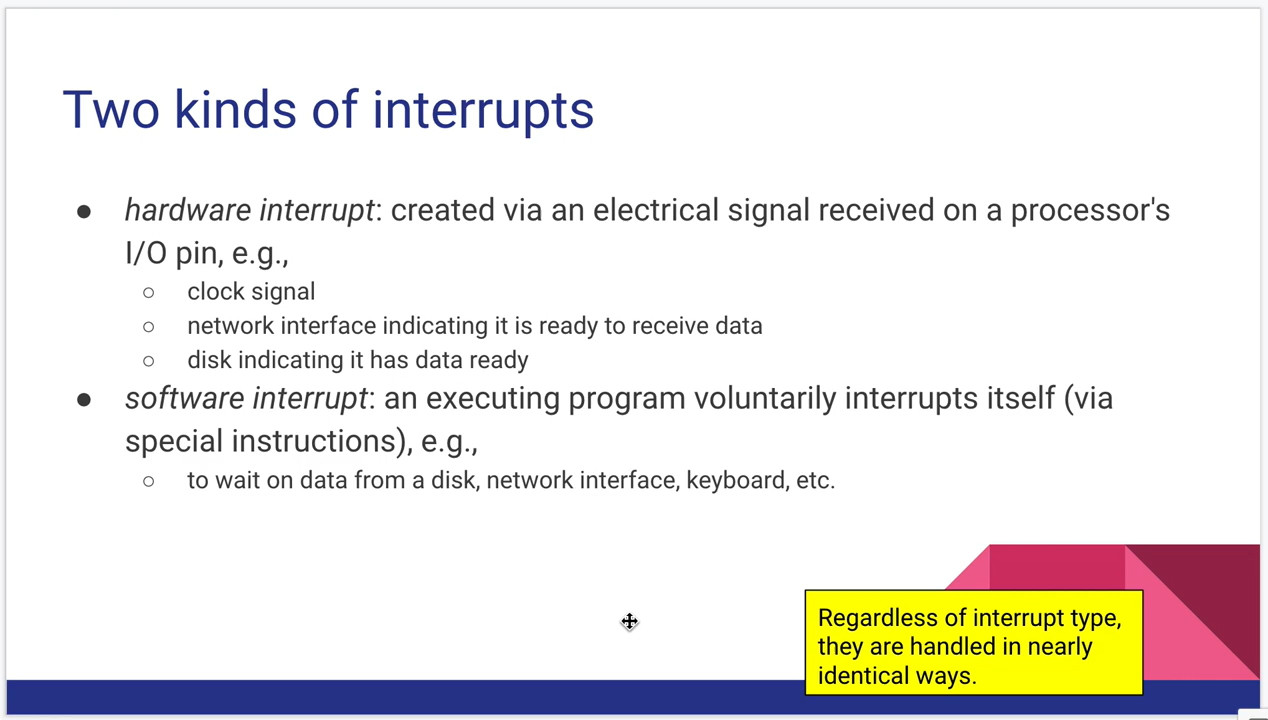 Two kinds of interrupts
● hardware interrupt: created via an electrical signal received on a processor's
I/O pin, e.g.,
○ clock signal
○ network interface indicating it is ready to receive data
○ disk indicating it has data ready
● software interrupt: an executing program voluntarily interrupts itself (via
special instructions), e.g.,
○ to wait on data from a disk, network interface, keyboard, etc.
Regardless of interrupt type,
they are handled in nearly
identical ways.